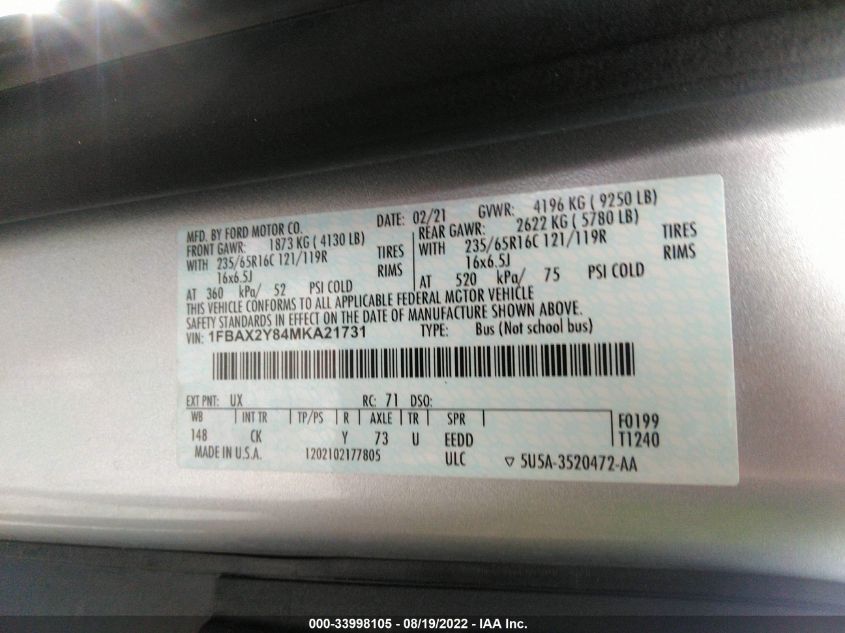 MFD. BY FORD MOTOR CO. DATE: 02/21 GVWR: 4196 KG ( 9250 LB)
FRONT GAWR: 1873 KG ( 4130 LB) REAR GAWR: 2622 KG ( 5780 LB)
WITH 235/65R16C 121/119R TIRES WITH 235/65R16C 121/119R TIRES
16x6.5J RIMS 16x6.5J RIMS
AT 360 kPa/ 52 PSI COLD AT 520 kPa/ 75 PSI COLD
THIS VEHICLE CONFORMS TO ALL APPLICABLE FEDERAL MOTOR VEHICLE
SAFETY STANDARDS IN EFFECT ON THE DATE OF MANUFACTURE SHOWN ABOVE.
VIN: 1FBAX2Y84MKA21731 TYPE: Bus (Not school bus)
EXT PNT: UX RC: 71 DSO:
WB INT TR TP/PS R AXLE TR SPR F0199
148 CK Y 73 U EEDD T1240
MADE IN U.S.A. 1202102177805 ULC ▽ 5U5A-3520472-AA
000-33998105 - 08/19/2022 - IAA Inc.